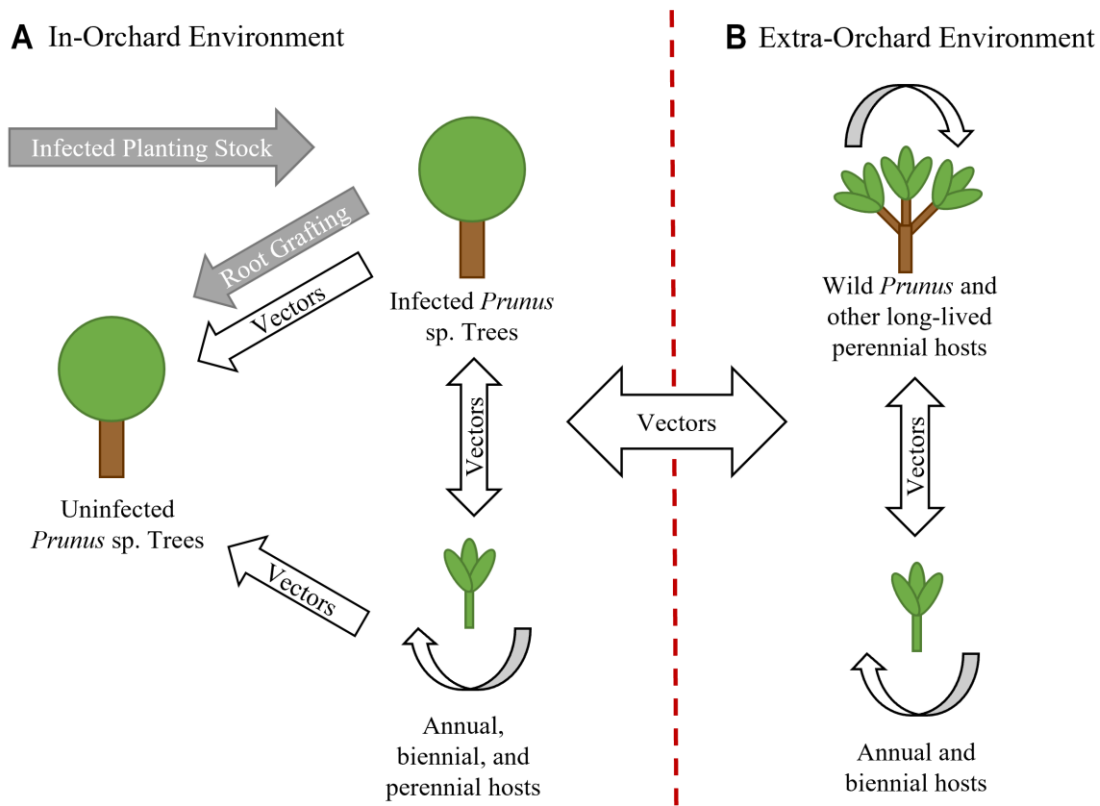 A In-Orchard Environment
B Extra-Orchard Environment
Infected Planting Stock
Root Grafting
Vectors
Infected Prunus
sp. Trees
Uninfected
Prunus sp. Trees
Vectors
Vectors
Annual,
biennial, and
perennial hosts
Vectors
Wild Prunus and
other long-lived
perennial hosts
Vectors
Annual and
biennial hosts